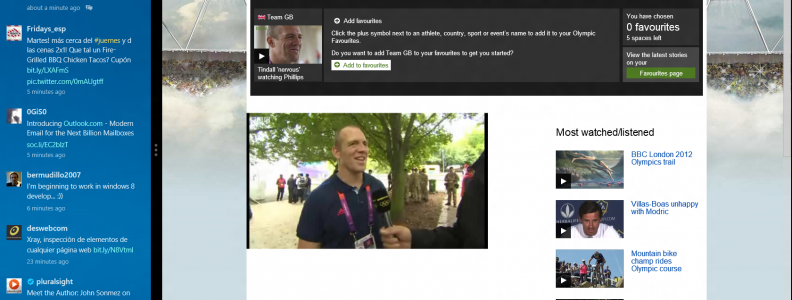 about a minute ago
Fridays_esp
Martes! más cerca del #juernes y d
las cenas 2x1! Que tal un Fire-
Grilled BBQ Chicken Tacos? Cupón
bit.ly/LXAFmS
pic.twitter.com/0mAUgtff
5 minutes ago
0GiS0
Introducing Outlook.com - Modern
Email for the Next Billion Mailboxes
soc.li/EC2bIzT
5 minutes ago
bermudillo2007
I'm beginning to work in windows 8
develop... :))
6 minutes ago
deswebcom
Xray, inspección de elementos de
cualquier página web bit.ly/N8VtmI
23 minutes ago
pluralsight
Meet the Author: John Sonmez on
Team GB
Tindall 'nervous'
watching Phillips
Add favourites
Click the plus symbol next to an athlete, country, sport or event's name to add it to your Olympic
Favourites.
Do you want to add Team GB to your favourites to get you started?
Add to favourites
You have chosen
0 favourites
5 spaces left
View the latest stories
on your
Favourites page
Most watched/listened
BBC London 2012
Olympics trail
Villas-Boas unhappy
with Modric
Mountain bike
champ rides
Olympic course